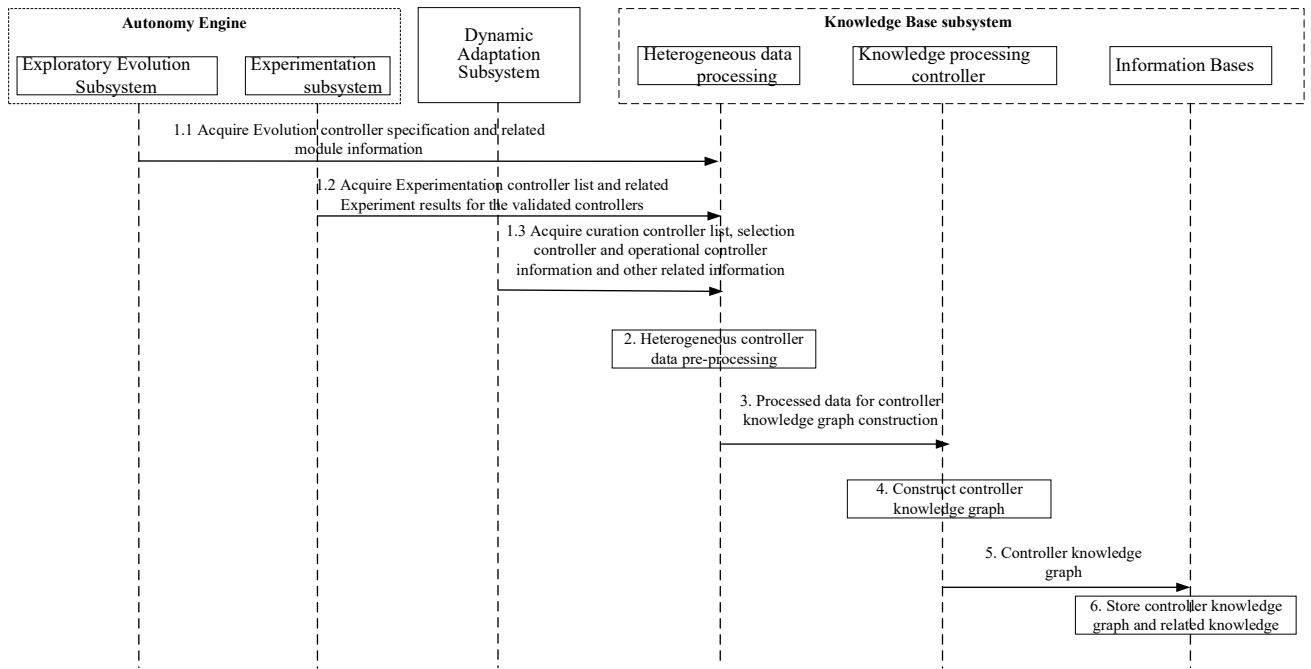 Autonomy Engine
Exploratory Evolution
Subsystem
Experimentation
subsystem
Dynamic
Adaptation
Subsystem
Knowledge Base subsystem
Heterogeneous data
processing
Knowledge processing
controller
Information Bases
1.1 Acquire Evolution controller specification and related
module information
1.2 Acquire Experimentation controller list and related
Experiment results for the validated controllers
1.3 Acquire curation controller list, selection
controller and operational controller
information and other related information
2. Heterogeneous controller
data pre-processing
3. Processed data for controller
knowledge graph construction
4. Construct controller
knowledge graph
5. Controller knowledge
graph
6. Store controller knowledge
graph and related knowledge